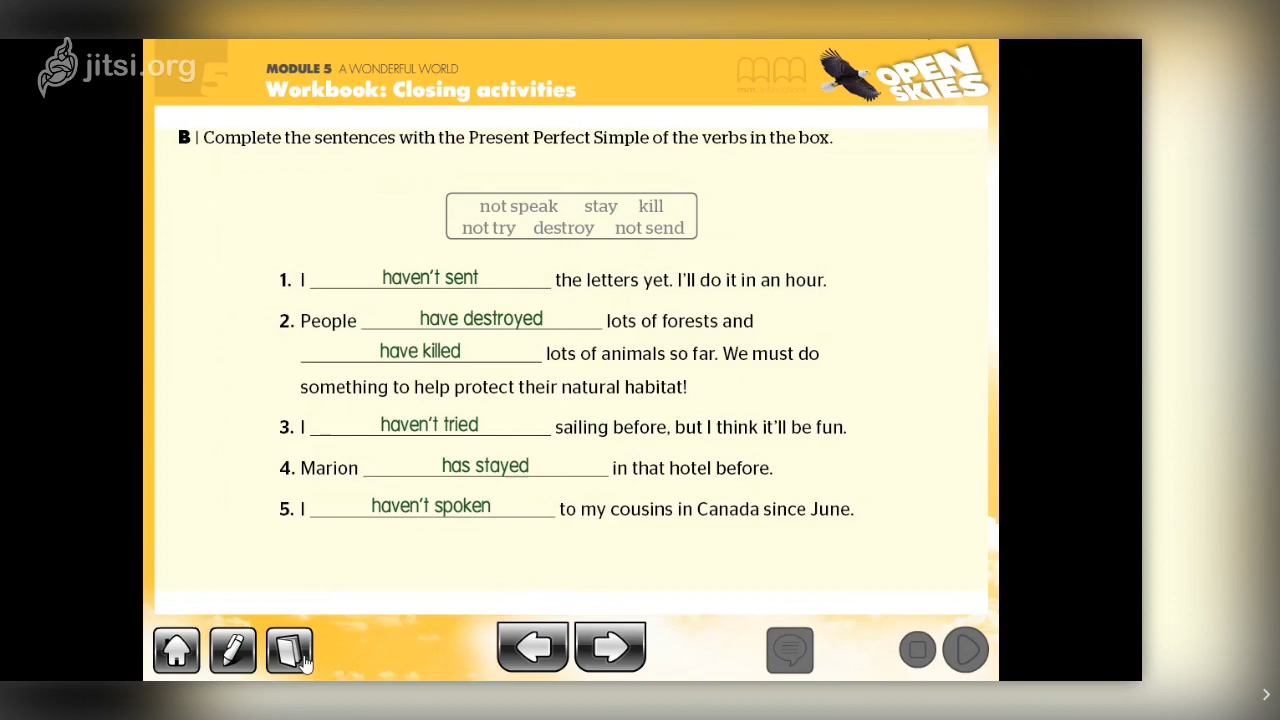 jitsi.org
MODULE 5 A WONDERFUL WORLD
Workbook: Closing activities
OPEN
SKIES
B | Complete the sentences with the Present Perfect Simple of the verbs in the box.
not speak stay kill
not try destroy not send
1. I haven't sent the letters yet. I'll do it in an hour.
2. People have destroyed lots of forests and
have killed lots of animals so far. We must do
something to help protect their natural habitat!
3. I haven't tried sailing before, but I think it'll be fun.
4. Marion has stayed in that hotel before.
5. I haven't spoken to my cousins in Canada since June.